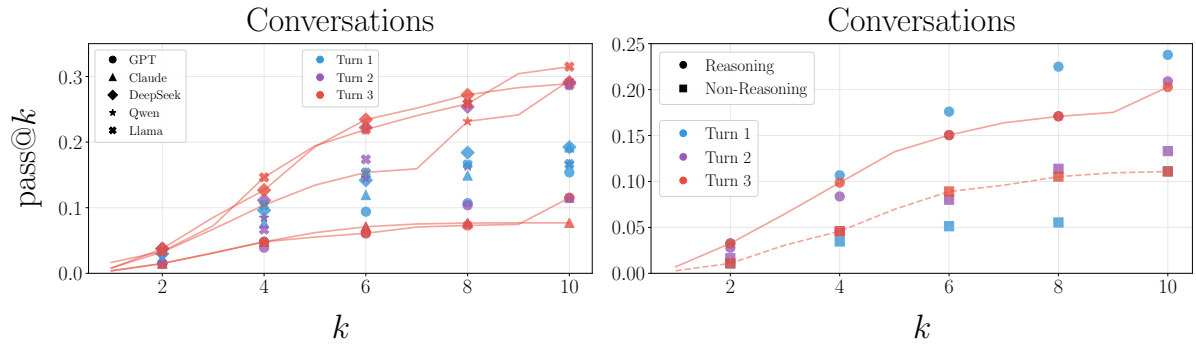 Conversations
pass@k
0.0
0.1
0.2
0.3
2
4
6
8
10
k
GPT
Claude
DeepSeek
Qwen
Llama
Turn 1
Turn 2
Turn 3
Conversations
0.00
0.05
0.10
0.15
0.20
0.25
2
4
6
8
10
k
Reasoning
Non-Reasoning
Turn 1
Turn 2
Turn 3